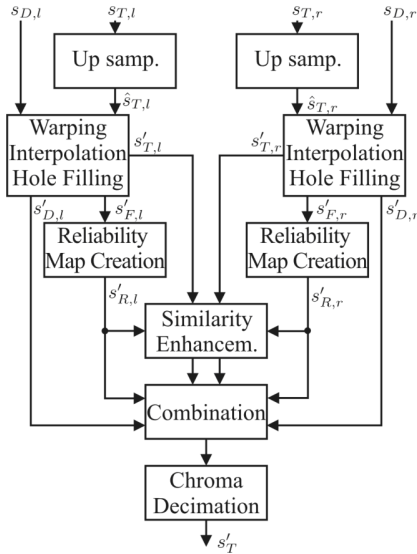 s_{D,l} s_{T,l} s_{T,r} s_{D,r}
Up samp. Up samp.
ŝ_{T,l} ŝ_{T,r}
Warping Interpolation Hole Filling
s'_{T,l} s'_{T,r}
Warping Interpolation Hole Filling
s'_{D,l} s'_{F,l} s'_{F,r} s'_{D,r}
Reliability Map Creation
Reliability Map Creation
s'_{R,l} s'_{R,r}
Similarity
Enhancem.
Combination
Chroma
Decimation
s'_T